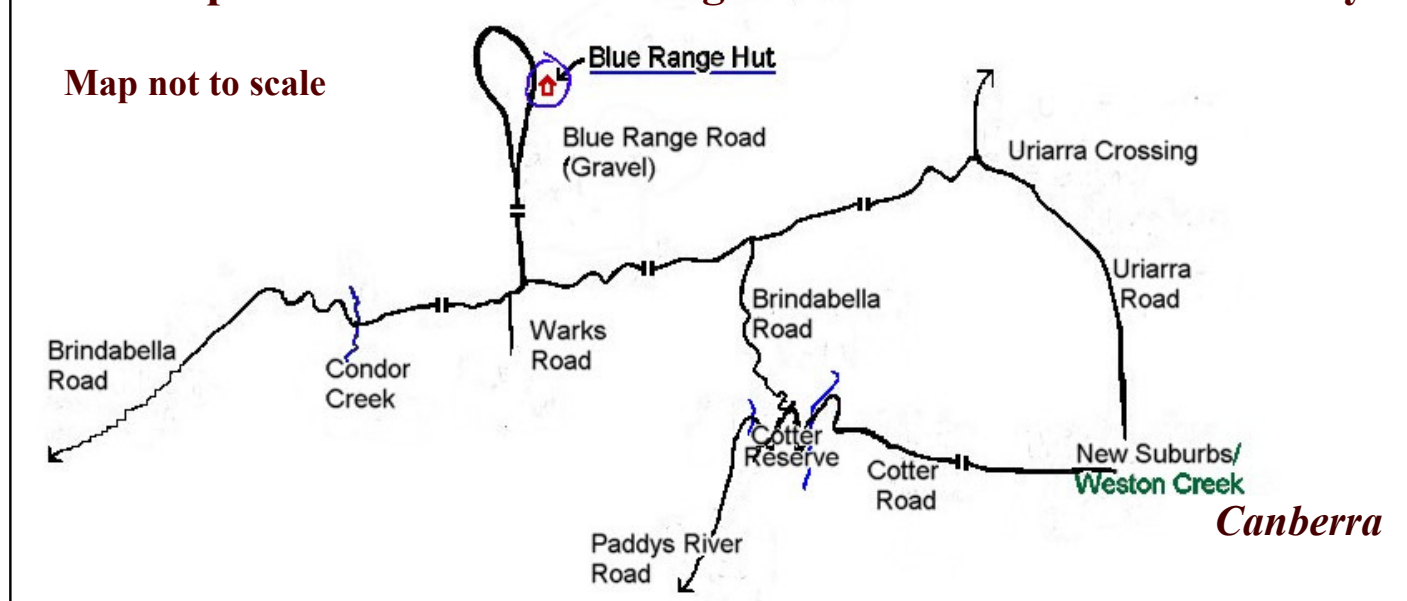 Map not to scale
Blue Range Hut
Blue Range Road
(Gravel)
Uriarra Crossing
Uriarra
Road
Brindabella
Road
Warks
Road
Brindabella
Road
Condor
Creek
Cotter
Reserve
Cotter
Road
New Suburbs/
Weston Creek
Canberra
Paddys River
Road